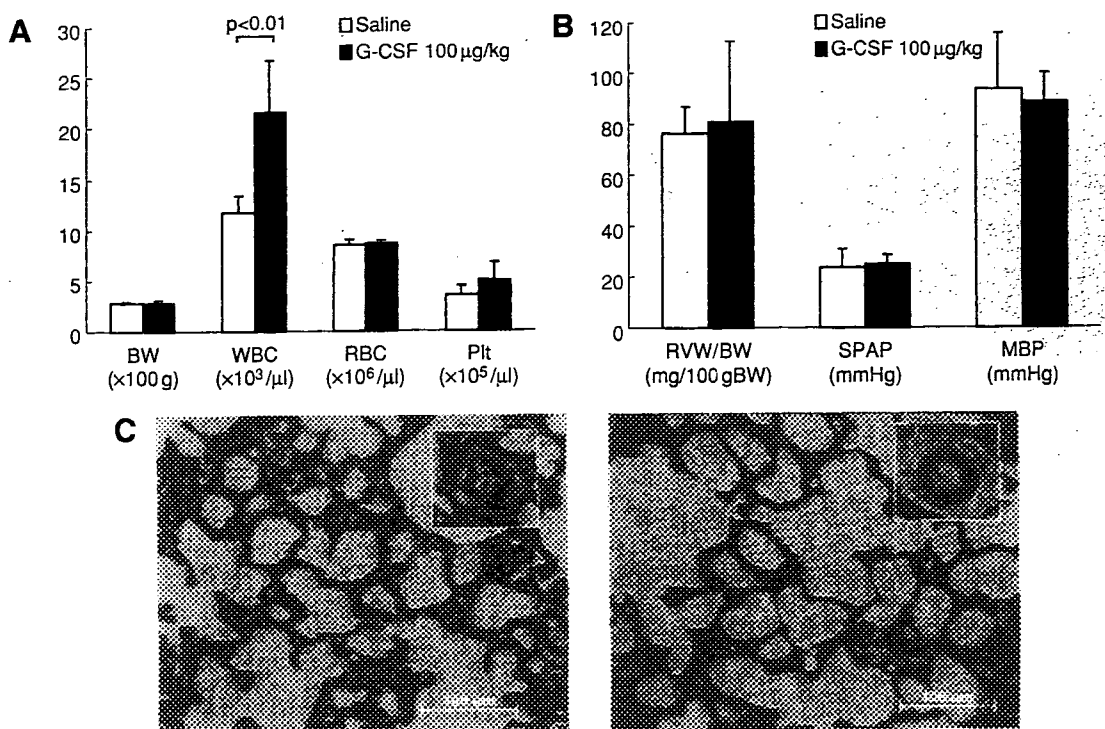 A
p<0.01
Saline
G-CSF 100 μg/kg
30
25
20
15
10
5
0
BW
(×100 g)
WBC
(×10³/μl)
RBC
(×10⁶/μl)
Plt
(×10⁵/μl)
B
Saline
G-CSF 100 μg/kg
120
100
80
60
40
20
0
RVW/BW
(mg/100 gBW)
SPAP
(mmHg)
MBP
(mmHg)
C